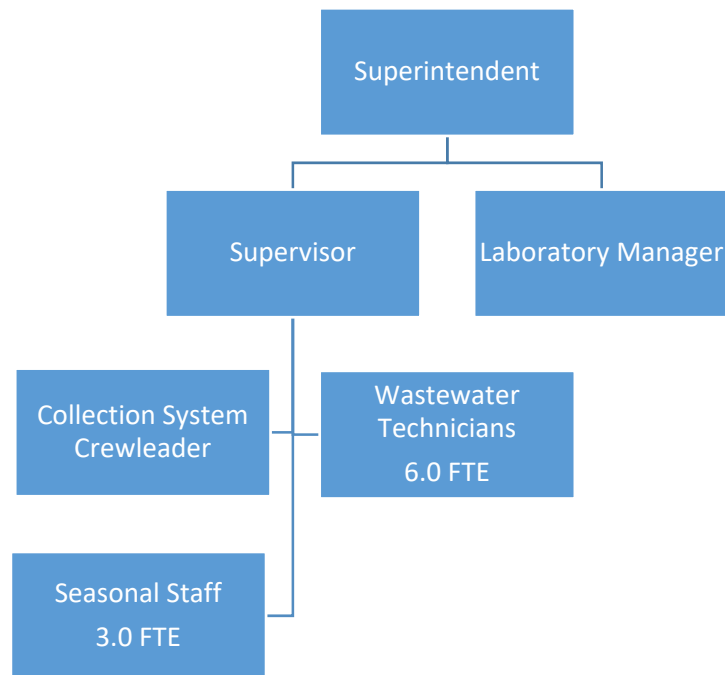 Superintendent
Supervisor
Laboratory Manager
Collection System
Crewleader
Wastewater
Technicians
6.0 FTE
Seasonal Staff
3.0 FTE